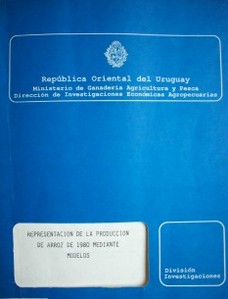 República Oriental del Uruguay
Ministerio de Ganadería Agricultura y Pesca
Dirección de Investigaciones Económicas Agropecuarias
REPRESENTACION DE LA PRODUCCION
DE ARROZ DE 1980 MEDIANTE
MODELOS
División
Investigaciones